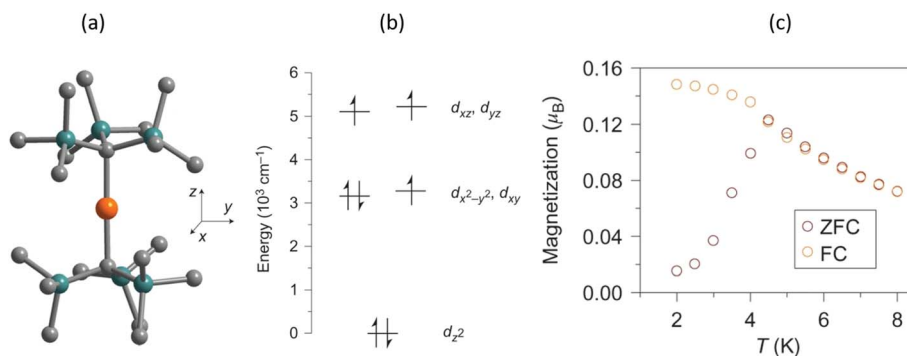 (a)
(b)
(c)
z
y
x
Energy (10³ cm⁻¹)
6
5
4
3
2
1
0
dxz, dyz
dx²–y², dxy
dz²
Magnetization (μB)
0.16
0.12
0.08
0.04
0.00
ZFC
FC
2
4
6
8
T (K)